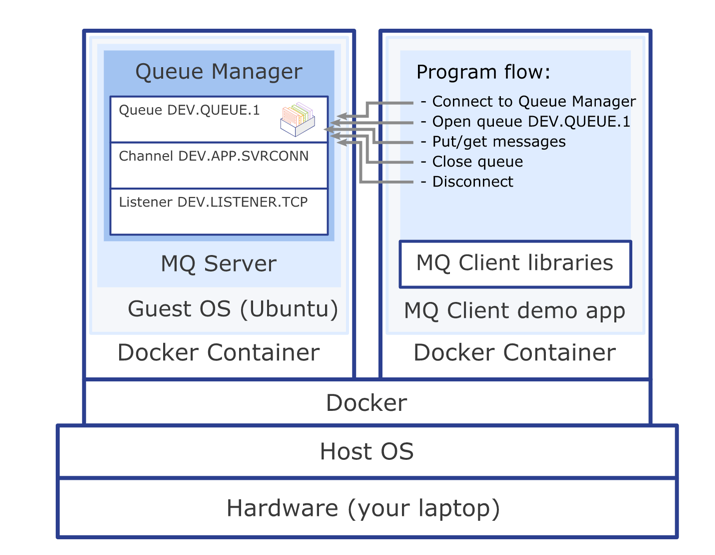 Queue Manager
Queue DEV.QUEUE.1
Channel DEV.APP.SVRCONN
Listener DEV.LISTENER.TCP
MQ Server
Guest OS (Ubuntu)
Docker Container
Program flow:
- Connect to Queue Manager
- Open queue DEV.QUEUE.1
- Put/get messages
- Close queue
- Disconnect
MQ Client libraries
MQ Client demo app
Docker Container
Docker
Host OS
Hardware (your laptop)